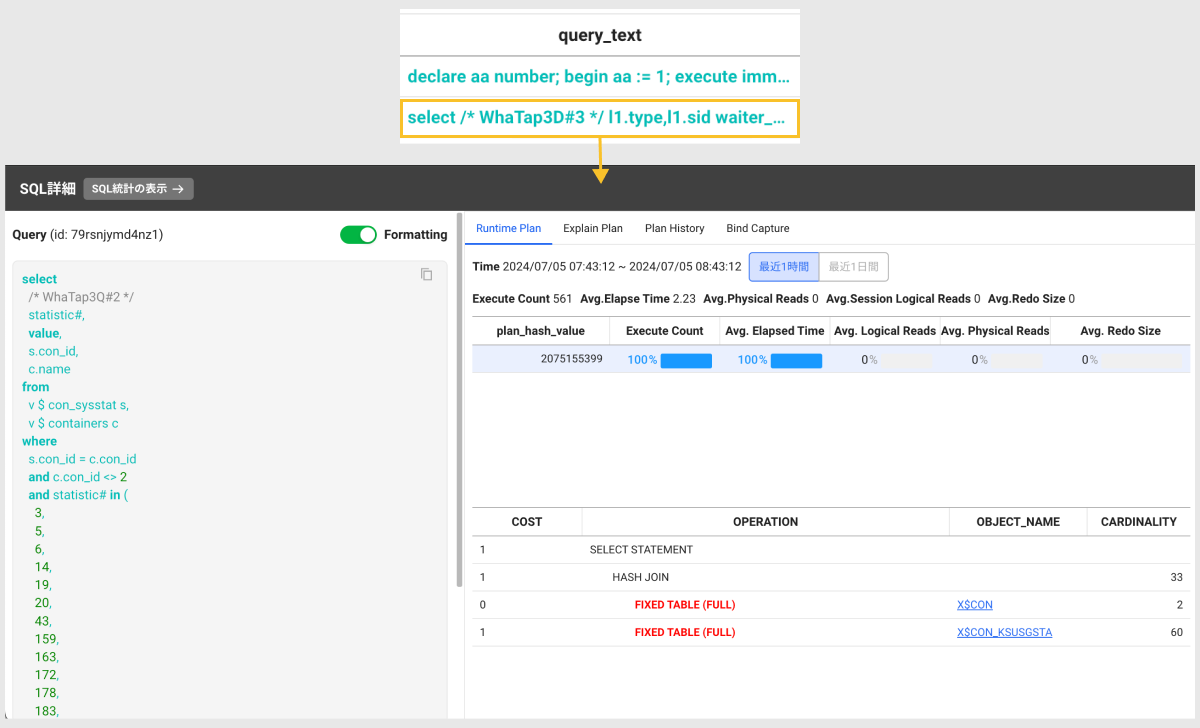 query_text
declare aa number; begin aa := 1; execute imm...
select /* WhaTap3D#3 */ l1.type,l1.sid waiter_...
SQL詳細 SQL統計の表示 →
Query (id: 79rsnjymd4nz1) Formatting
select
/* WhaTap3Q#2 */
statistic#,
value,
s.con_id,
c.name
from
v $ con_sysstat s,
v $ containers c
where
s.con_id = c.con_id
and c.con_id <> 2
and statistic# in (
3,
5,
6,
14,
19,
20,
43,
159,
163,
172,
178,
183,
Runtime Plan Explain Plan Plan History Bind Capture
Time 2024/07/05 07:43:12 ~ 2024/07/05 08:43:12 最近1時間 最近1日間
Execute Count 561 Avg.Elapse Time 2.23 Avg.Physical Reads 0 Avg.Session Logical Reads 0 Avg.Redo Size 0
plan_hash_value Execute Count Avg. Elapsed Time Avg. Logical Reads Avg. Physical Reads Avg. Redo Size
2075155399 100% 100% 0% 0% 0%
COST OPERATION OBJECT_NAME CARDINALITY
1 SELECT STATEMENT
1 HASH JOIN 33
0 FIXED TABLE (FULL) X$CON 2
1 FIXED TABLE (FULL) X$CON_KSUSGSTA 60